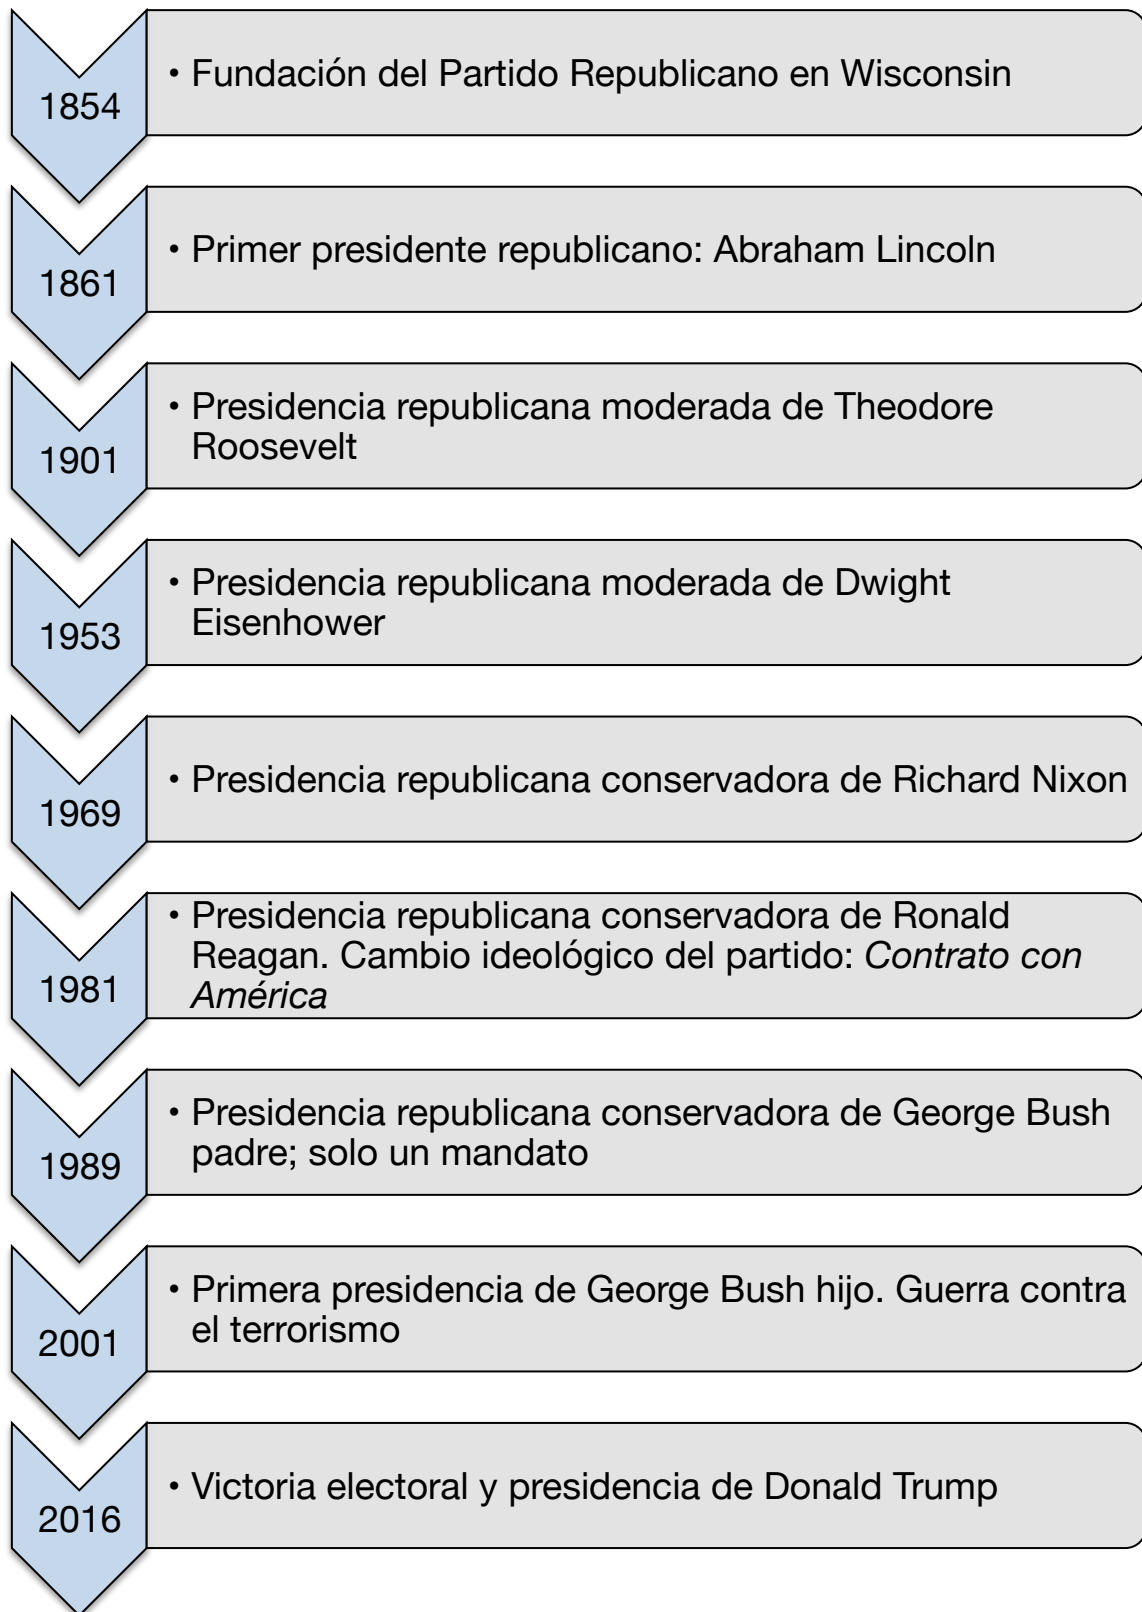 1854
• Fundación del Partido Republicano en Wisconsin
1861
• Primer presidente republicano: Abraham Lincoln
1901
• Presidencia republicana moderada de Theodore
Roosevelt
1953
• Presidencia republicana moderada de Dwight
Eisenhower
1969
• Presidencia republicana conservadora de Richard Nixon
1981
• Presidencia republicana conservadora de Ronald
Reagan. Cambio ideológico del partido: Contrato con
América
1989
• Presidencia republicana conservadora de George Bush
padre; solo un mandato
2001
• Primera presidencia de George Bush hijo. Guerra contra
el terrorismo
2016
• Victoria electoral y presidencia de Donald Trump